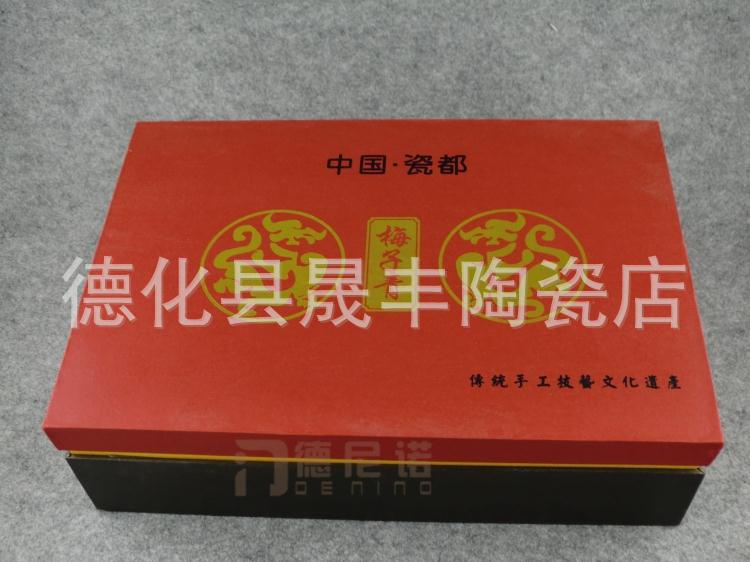 中国·瓷都
梅子青
德化县晟丰陶瓷店
傳統手工技藝文化遺產
德尼诺
DENINO